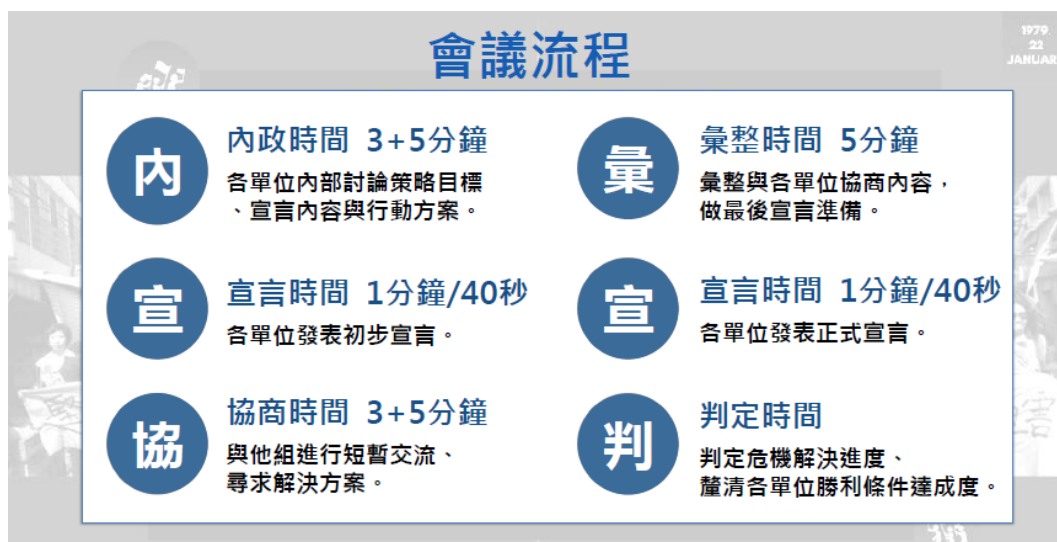 會議流程
1979
22
JANUAR
內
內政時間 3+5分鐘
各單位內部討論策略目標
、宣言內容與行動方案。
宣
宣言時間 1分鐘/40秒
各單位發表初步宣言。
協
協商時間 3+5分鐘
與他組進行短暫交流、
尋求解決方案。
彙
彙整時間 5分鐘
彙整與各單位協商內容，
做最後宣言準備。
宣
宣言時間 1分鐘/40秒
各單位發表正式宣言。
判
判定時間
判定危機解決進度、
釐清各單位勝利條件達成度。